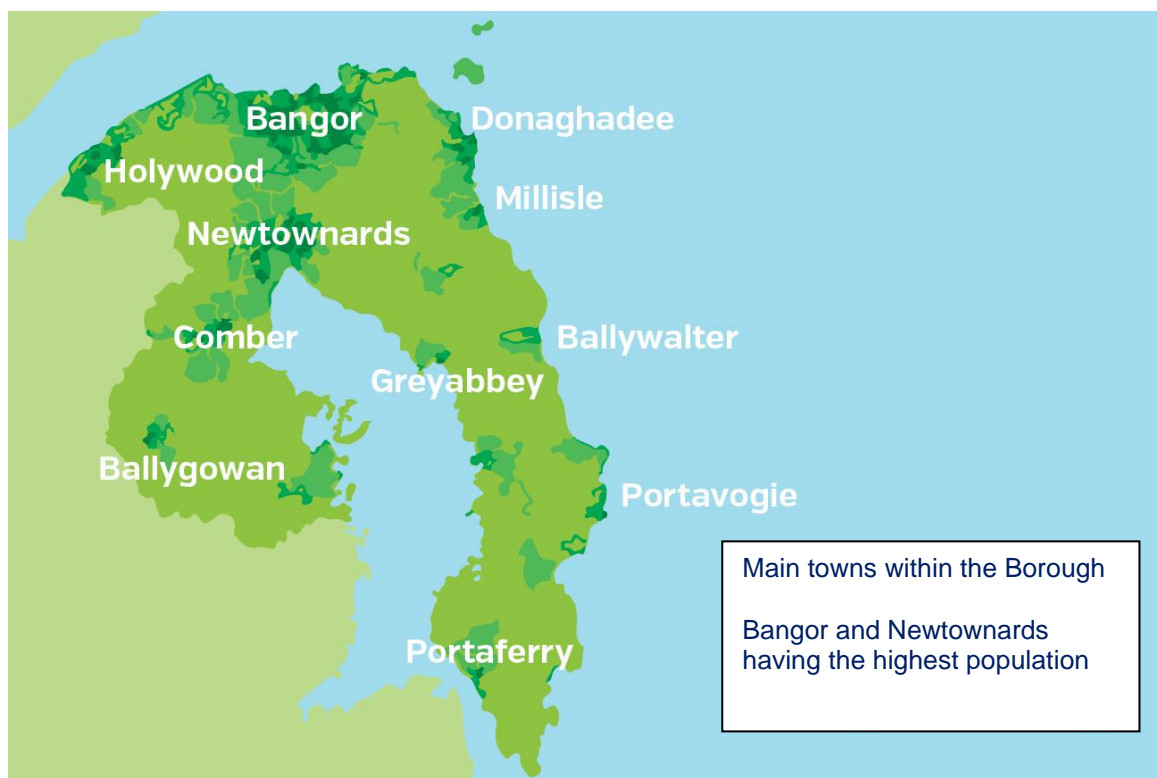 Bangor
Donaghadee
Holywood
Millisle
Newtownards
Comber
Ballywalter
Greyabbey
Ballygowan
Portavogie
Main towns within the Borough
Bangor and Newtownards
having the highest population
Portaferry